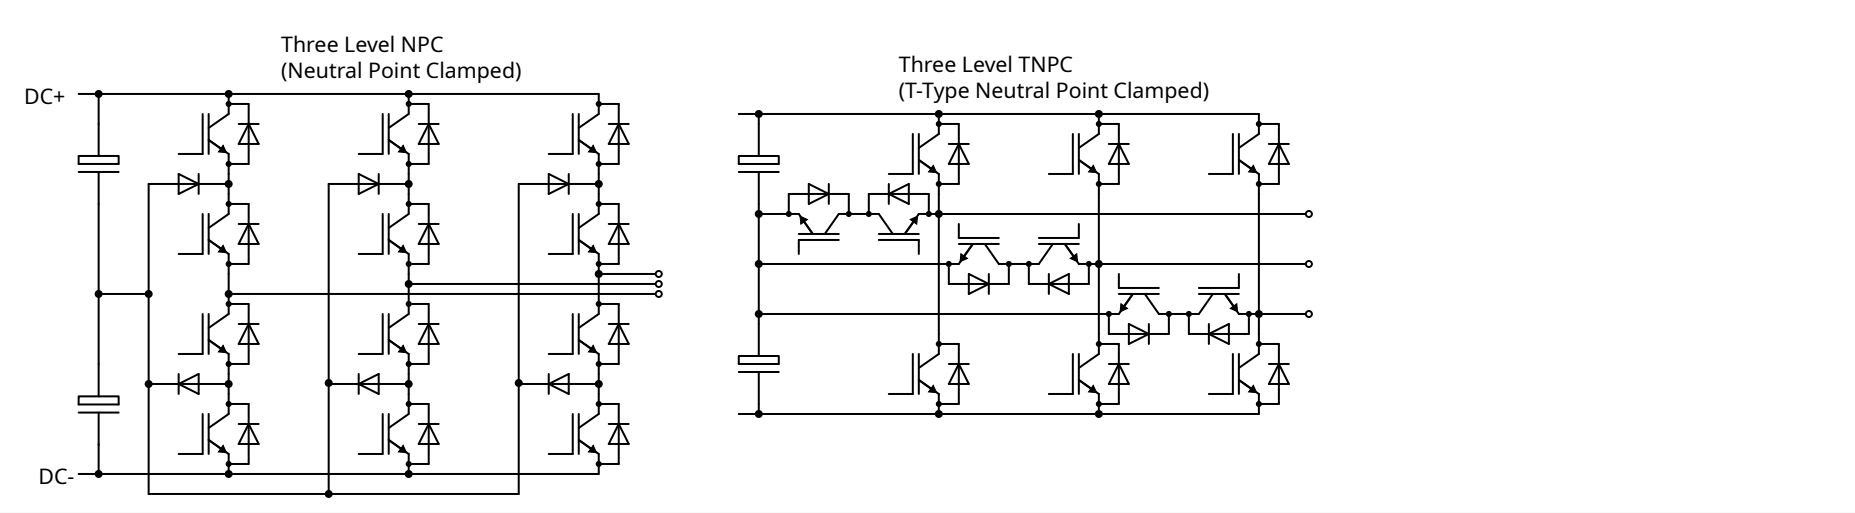 Three Level NPC
(Neutral Point Clamped)
DC+
DC-
Three Level TNPC
(T-Type Neutral Point Clamped)